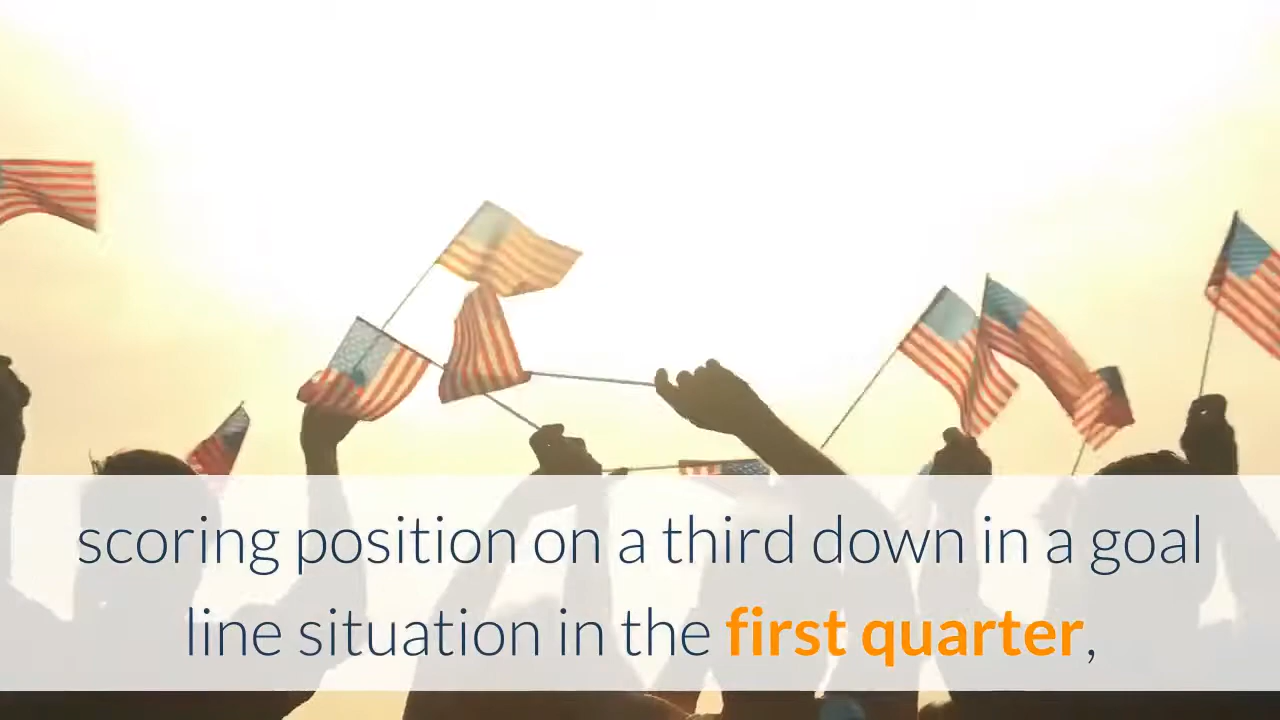 scoring position on a third down in a goal
line situation in the first quarter,